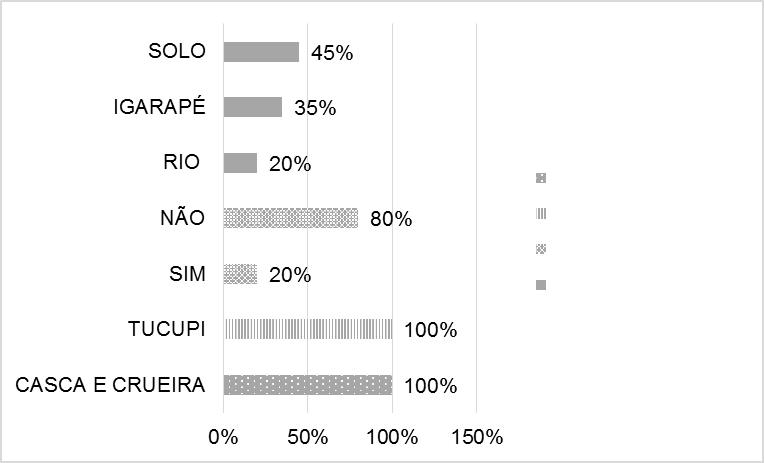 SOLO 45%
IGARAPÉ 35%
RIO 20%
NÃO 80%
SIM 20%
TUCUPI 100%
CASCA E CRUEIRA 100%
0% 50% 100% 150%